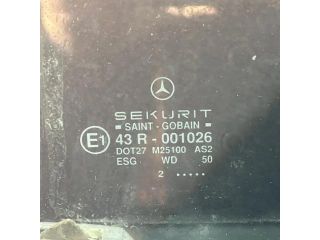 SEKURIT
SAINT - GOBAIN
E1 43 R - 001026
DOT27 M25100 AS2
ESG WD 50
2 .....